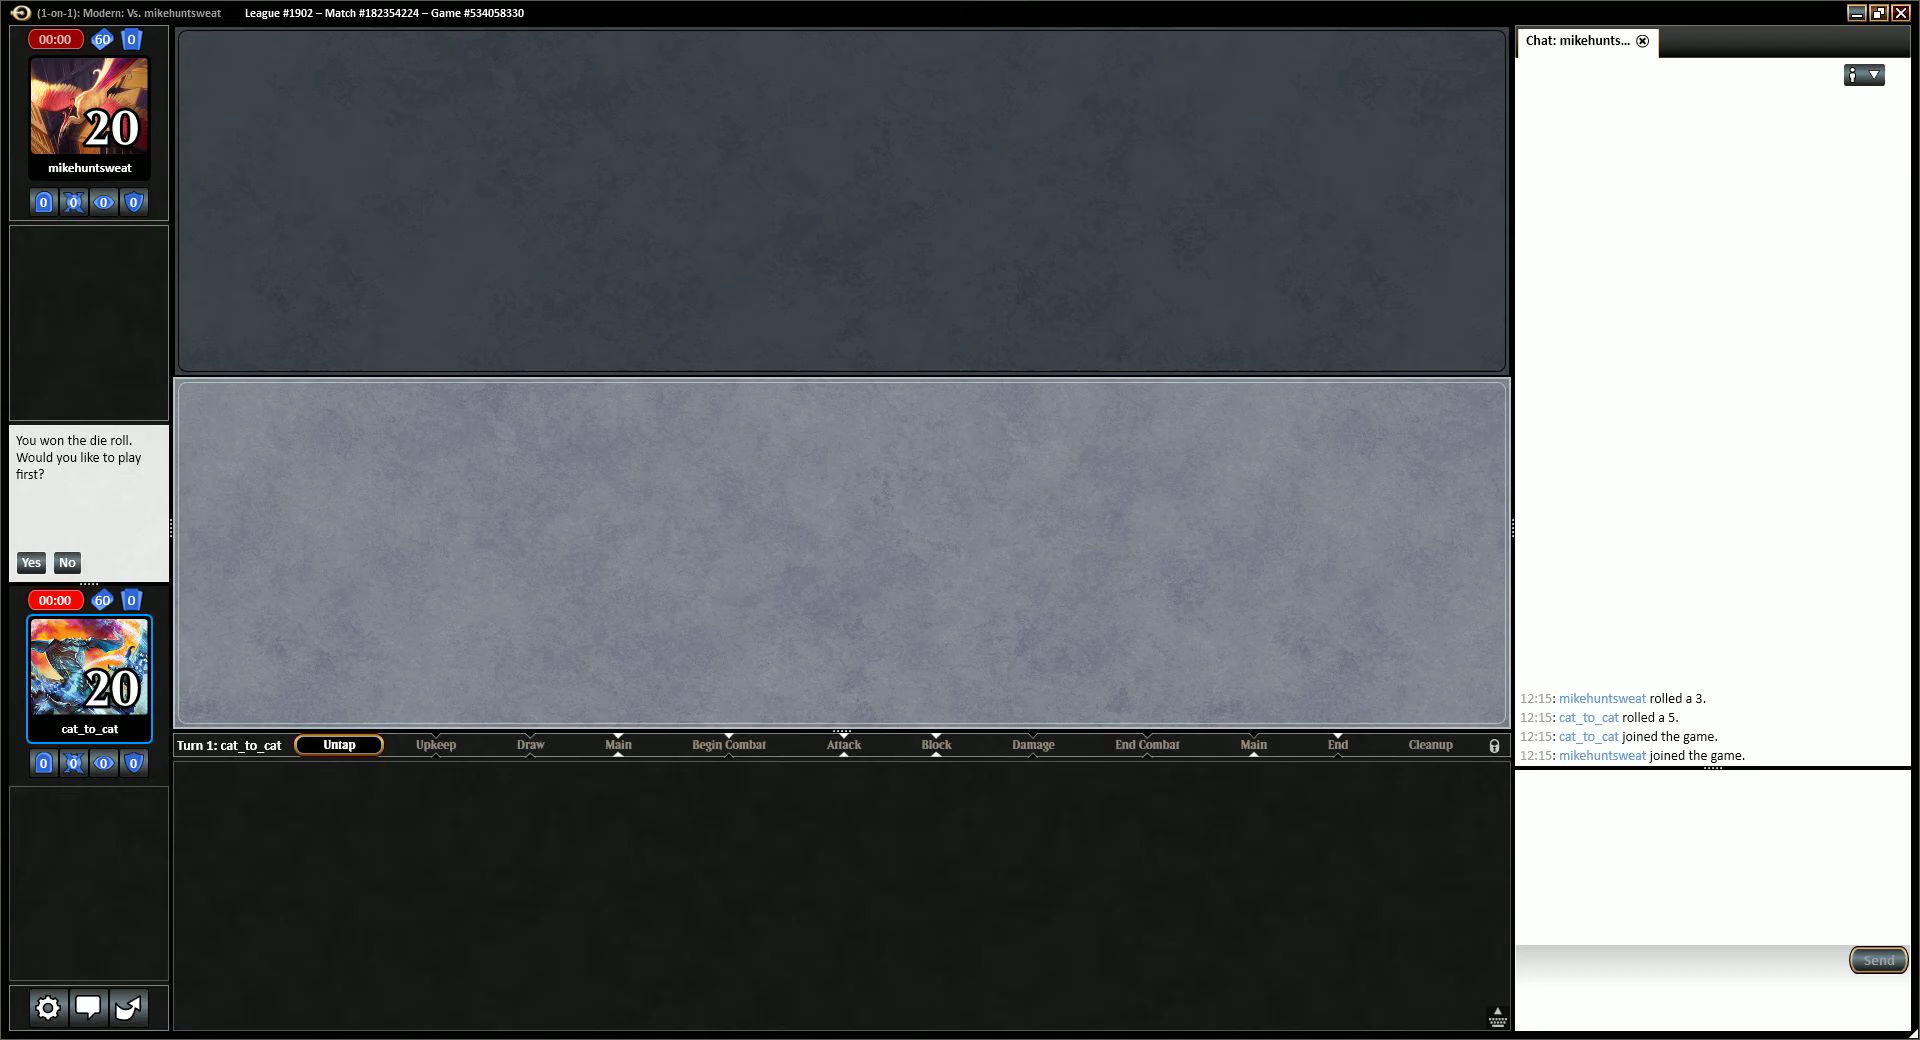 (1-on-1): Modern: Vs. mikehuntsweat League #1902 – Match #182354224 – Game #534058330
00:00 60 0
20
mikehuntsweat
0 0 0 0
You won the die roll.
Would you like to play
first?
Yes No
00:00 60 0
20
cat_to_cat
0 0 0 0
Turn 1: cat_to_cat Untap Upkeep Draw Main Begin Combat Attack Block Damage End Combat Main End Cleanup
Chat: mikehunts...
12:15: mikehuntsweat rolled a 3.
12:15: cat_to_cat rolled a 5.
12:15: cat_to_cat joined the game.
12:15: mikehuntsweat joined the game.
Send